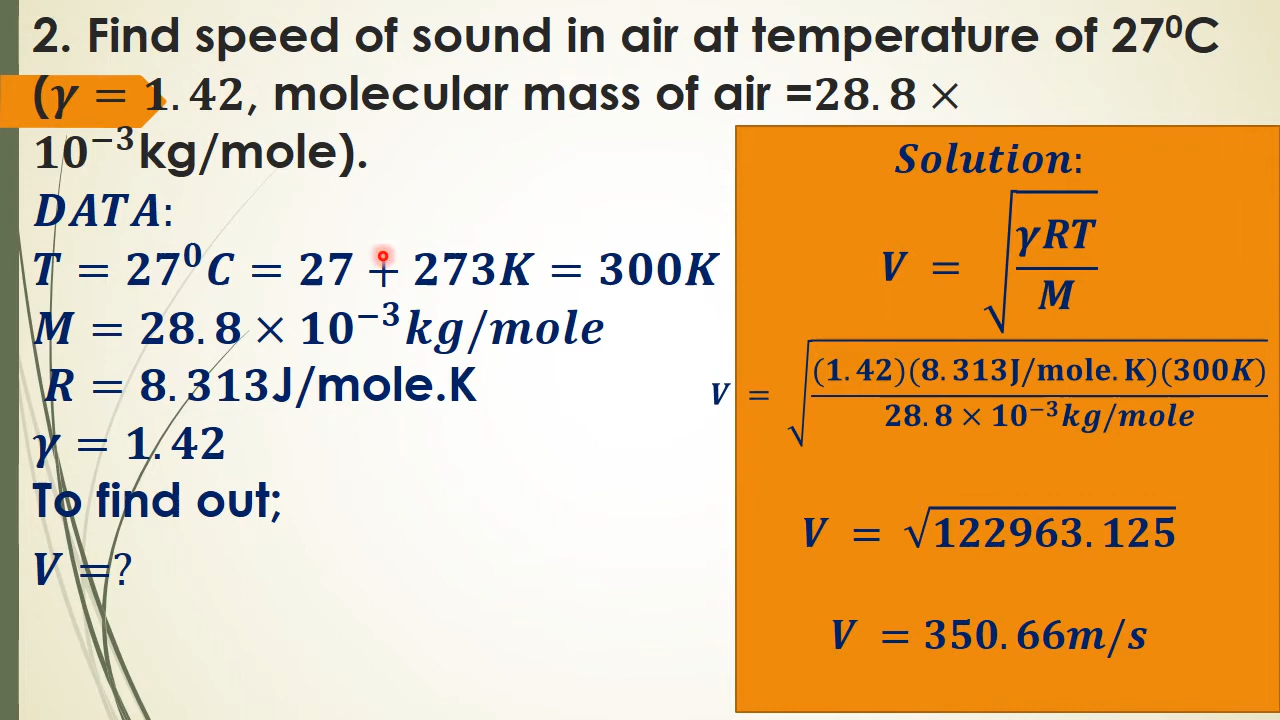 2. Find speed of sound in air at temperature of 27⁰C
(γ = 1.42, molecular mass of air =28.8 ×
10⁻³kg/mole).
DATA:
T = 27⁰C = 27 + 273K = 300K
M = 28.8 × 10⁻³kg/mole
R = 8.313J/mole.K
γ = 1.42
To find out;
V =?
Solution:
V = √(γRT/M)
V = √((1.42)(8.313J/mole.K)(300K)/28.8 × 10⁻³kg/mole)
V = √122963.125
V = 350.66m/s